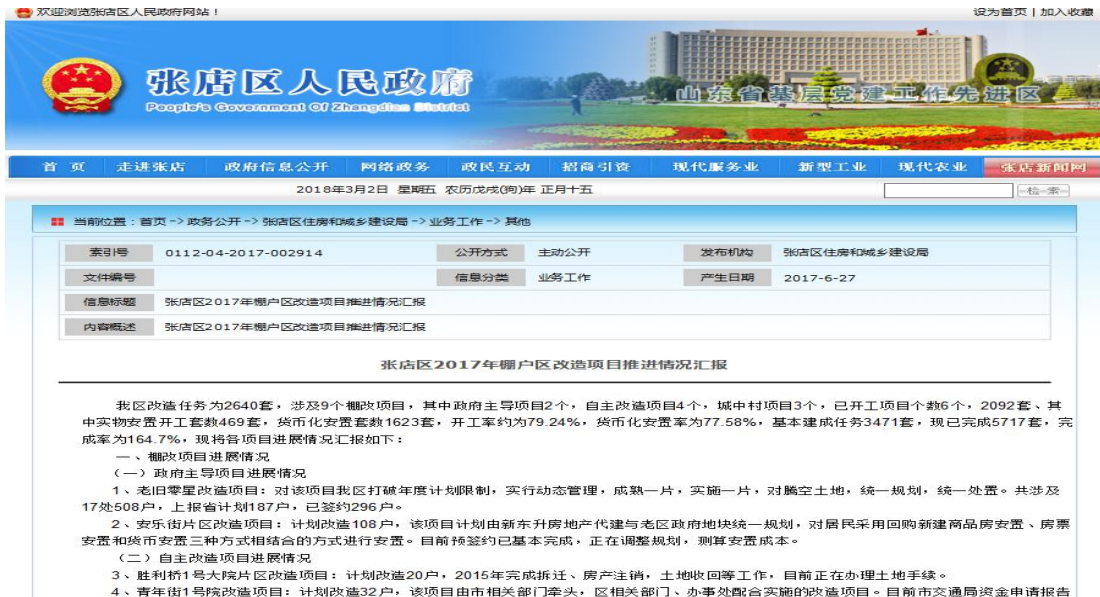 欢迎浏览张店区人民政府网站！
设为首页 | 加入收藏
张店区人民政府
People's Government Of Zhangdian District
山东省基层党建工作先进区
首 页 走进张店 政府信息公开 网络政务 政民互动 招商引资 现代服务业 新型工业 现代农业 张店新闻网
2018年3月2日 星期五 农历戊戌(狗)年 正月十五
检-索
当前位置：首页 -> 政务公开 -> 张店区住房和城乡建设局 -> 业务工作 -> 其他
索引号 0112-04-2017-002914 公开方式 主动公开 发布机构 张店区住房和城乡建设局
文件编号 信息分类 业务工作 产生日期 2017-6-27
信息标题 张店区2017年棚户区改造项目推进情况汇报
内容概述 张店区2017年棚户区改造项目推进情况汇报
张店区2017年棚户区改造项目推进情况汇报
我区改造任务为2640套，涉及9个棚改项目，其中政府主导项目2个，自主改造项目4个，城中村项目3个，已开工项目个数6个，2092套、其
中实物安置开工套数469套，货币化安置套数1623套，开工率约为79.24%，货币化安置率为77.58%，基本建成任务3471套，现已完成5717套，完
成率为164.7%，现将各项目进展情况汇报如下：
一、棚改项目进展情况
（一）政府主导项目进展情况
1、老旧零星改造项目：对该项目我区打破年度计划限制，实行动态管理，成熟一片，实施一片，对腾空土地，统一规划，统一处置。共涉及
17处508户，上报省计划187户，已签约296户。
2、安乐街片区改造项目：计划改造108户，该项目计划由新东升房地产代建与老区政府地块统一规划，对居民采用回购新建商品房安置、房票
安置和货币安置三种方式相结合的方式进行安置。目前预签约已基本完成，正在调整规划，测算安置成本。
（二）自主改造项目进展情况
3、胜利桥1号大院片区改造项目：计划改造20户，2015年完成拆迁、房产注销，土地收回等工作，目前正在办理土地手续。
4、青年街1号院改造项目：计划改造32户，该项目由市相关部门牵头，区相关部门、办事处配合实施的改造项目。目前市交通局资金申请报告